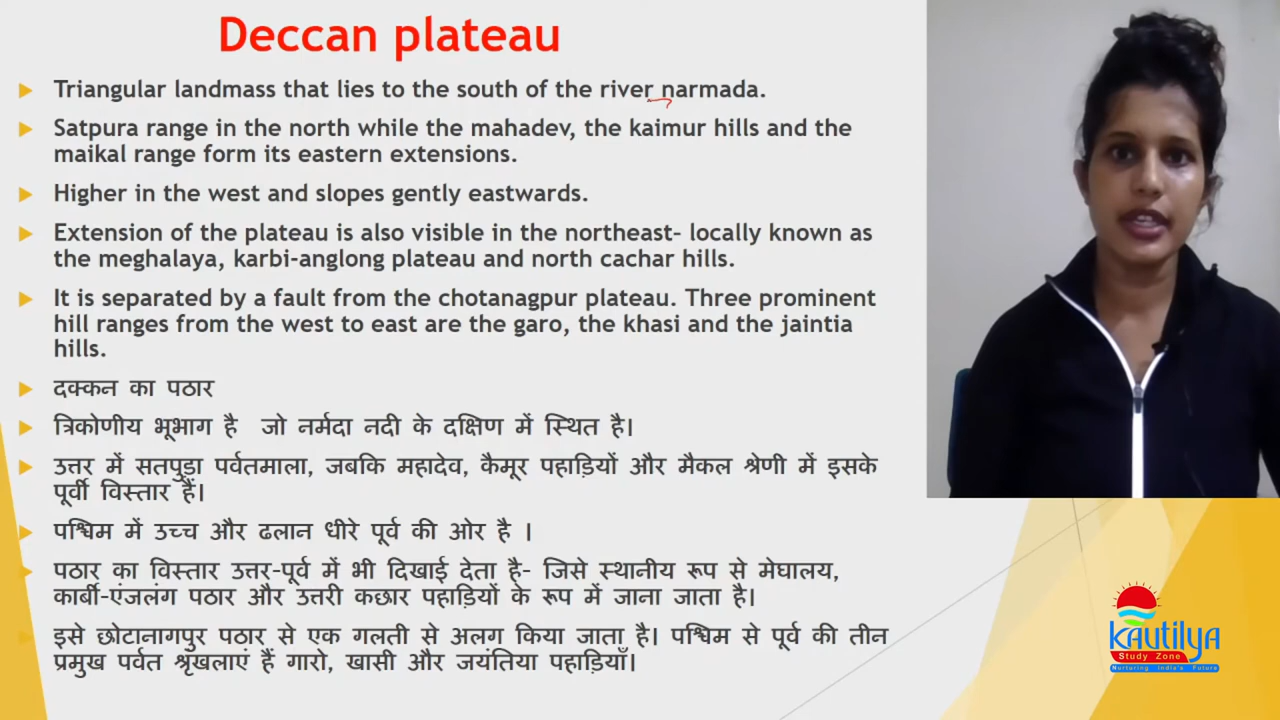 Deccan plateau
Triangular landmass that lies to the south of the river narmada.
Satpura range in the north while the mahadev, the kaimur hills and the
maikal range form its eastern extensions.
Higher in the west and slopes gently eastwards.
Extension of the plateau is also visible in the northeast– locally known as
the meghalaya, karbi-anglong plateau and north cachar hills.
It is separated by a fault from the chotanagpur plateau. Three prominent
hill ranges from the west to east are the garo, the khasi and the jaintia
hills.
दक्कन का पठार
त्रिकोणीय भूभाग है जो नर्मदा नदी के दक्षिण में स्थित है।
उत्तर में सतपुड़ा पर्वतमाला, जबकि महादेव, कैमूर पहाड़ियों और मैकल श्रेणी में इसके
पूर्वी विस्तार हैं।
पश्चिम में उच्च और ढलान धीरे पूर्व की ओर है ।
पठार का विस्तार उत्तर-पूर्व में भी दिखाई देता है- जिसे स्थानीय रूप से मेघालय,
कार्बी-एंजलंग पठार और उत्तरी कछार पहाड़ियों के रूप में जाना जाता है।
इसे छोटानागपुर पठार से एक गलती से अलग किया जाता है। पश्चिम से पूर्व की तीन
प्रमुख पर्वत श्रृंखलाएं हैं गारो, खासी और जयंतिया पहाड़ियाँ।
kautilya
Study Zone
Nurturing India's Future